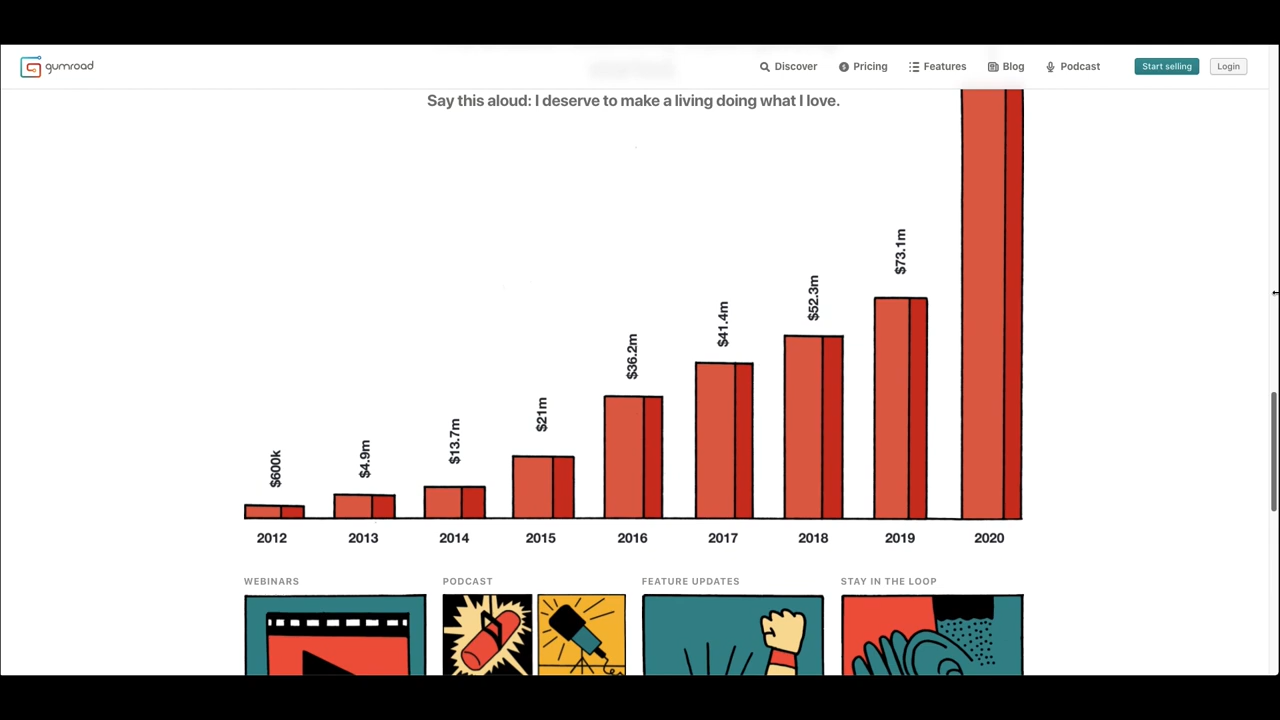 gumroad
Discover
Pricing
Features
Blog
Podcast
Start selling
Login
Say this aloud: I deserve to make a living doing what I love.
$600k
$4.9m
$13.7m
$21m
$36.2m
$41.4m
$52.3m
$73.1m
2012
2013
2014
2015
2016
2017
2018
2019
2020
WEBINARS
PODCAST
FEATURE UPDATES
STAY IN THE LOOP